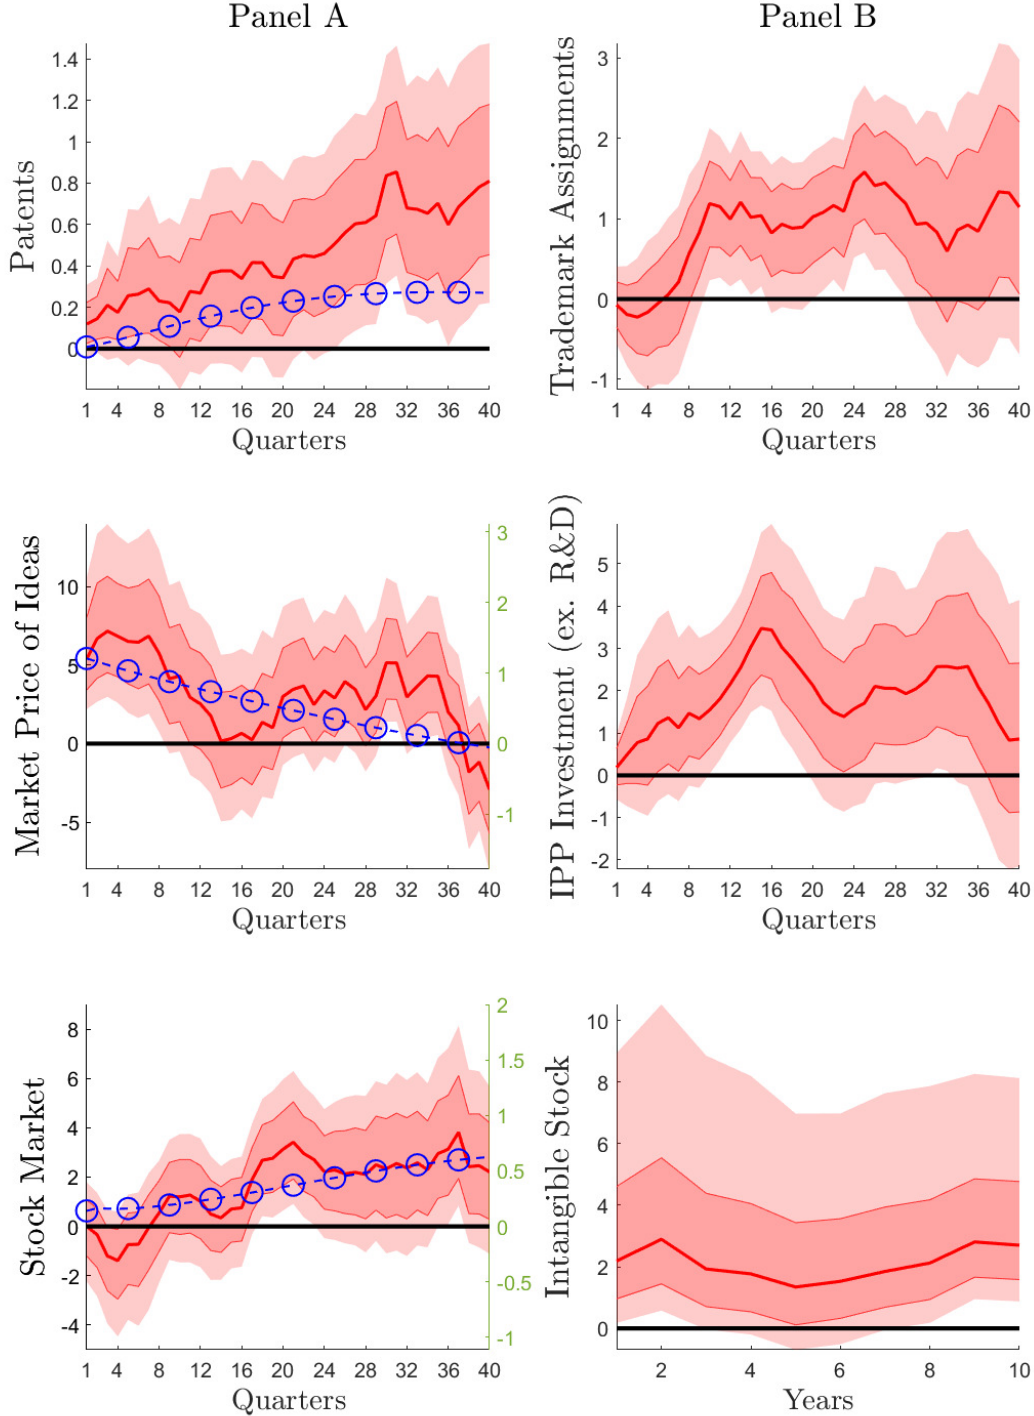 Panel A
Patents
1.4
1.2
1
0.8
0.6
0.4
0.2
0
1 4 8 12 16 20 24 28 32 36 40
Quarters
Panel B
Trademark Assignments
3
2
1
0
-1
1 4 8 12 16 20 24 28 32 36 40
Quarters
Market Price of Ideas
10
5
0
-5
3
2
1
0
-1
1 4 8 12 16 20 24 28 32 36 40
Quarters
IPP Investment (ex. R&D)
5
4
3
2
1
0
-1
-2
1 4 8 12 16 20 24 28 32 36 40
Quarters
Stock Market
8
6
4
2
0
-2
-4
2
1.5
1
0.5
0
-0.5
-1
1 4 8 12 16 20 24 28 32 36 40
Quarters
Intangible Stock
10
8
6
4
2
0
2 4 6 8 10
Years